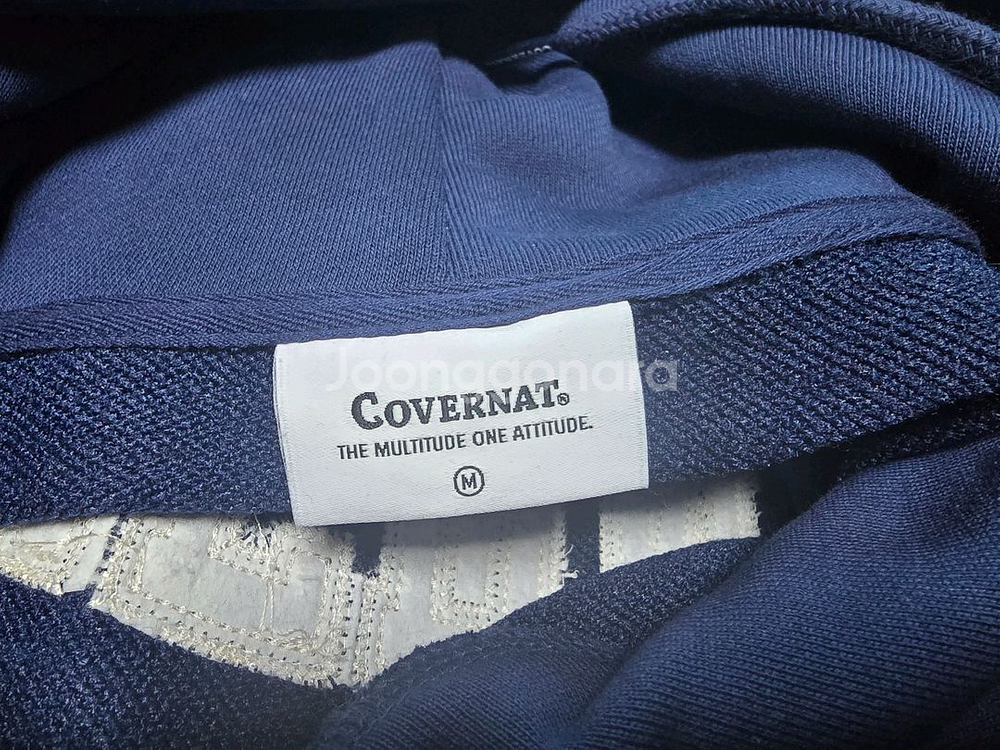 Joonggonara
COVERNAT®
THE MULTITUDE ONE ATTITUDE.
M